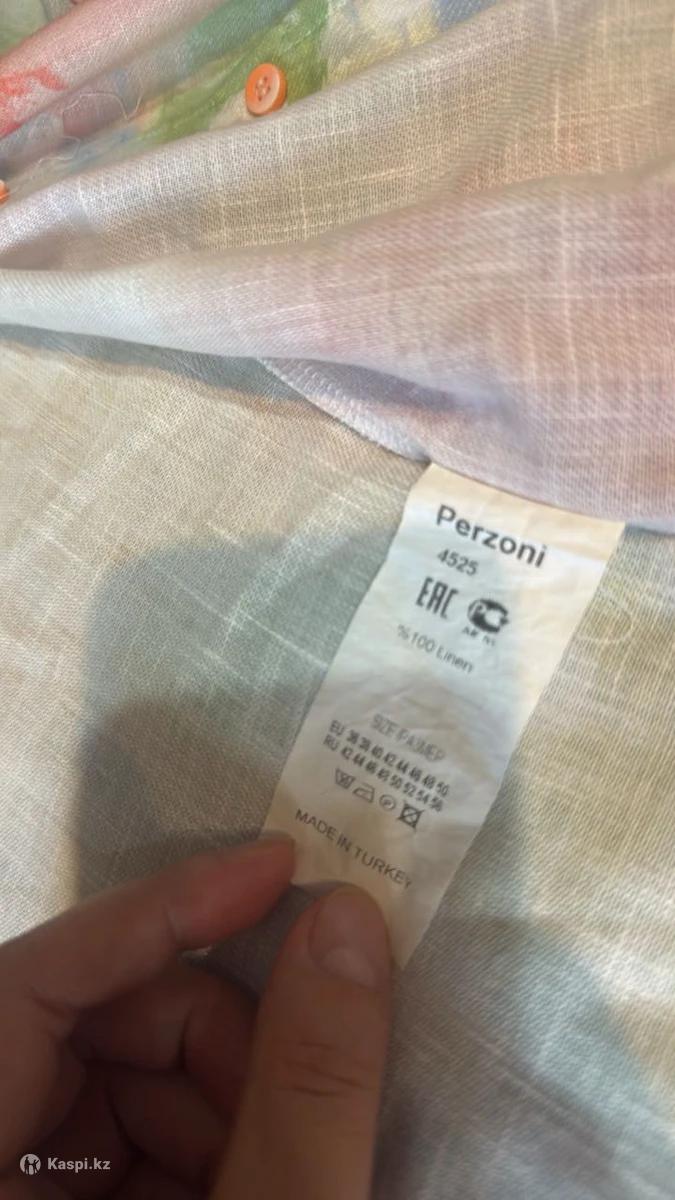 Perzoni
4525
EAC
%100 Linen
SIZE/РАЗМЕР
EU 36 38 40 42 44 46 48 50
RU 42 44 46 48 50 52 54 56
MADE IN TURKEY
Kaspi.kz